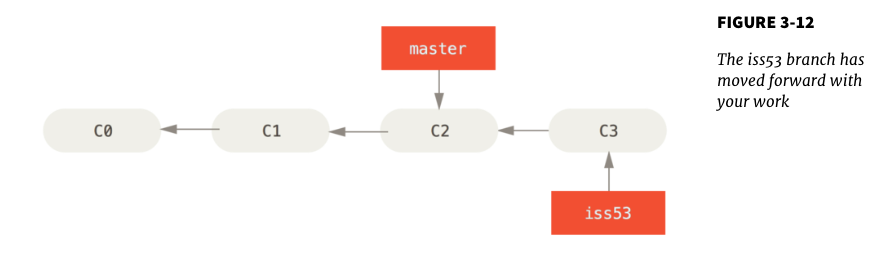 FIGURE 3-12
The iss53 branch has
moved forward with
your work
master
C0
C1
C2
C3
iss53